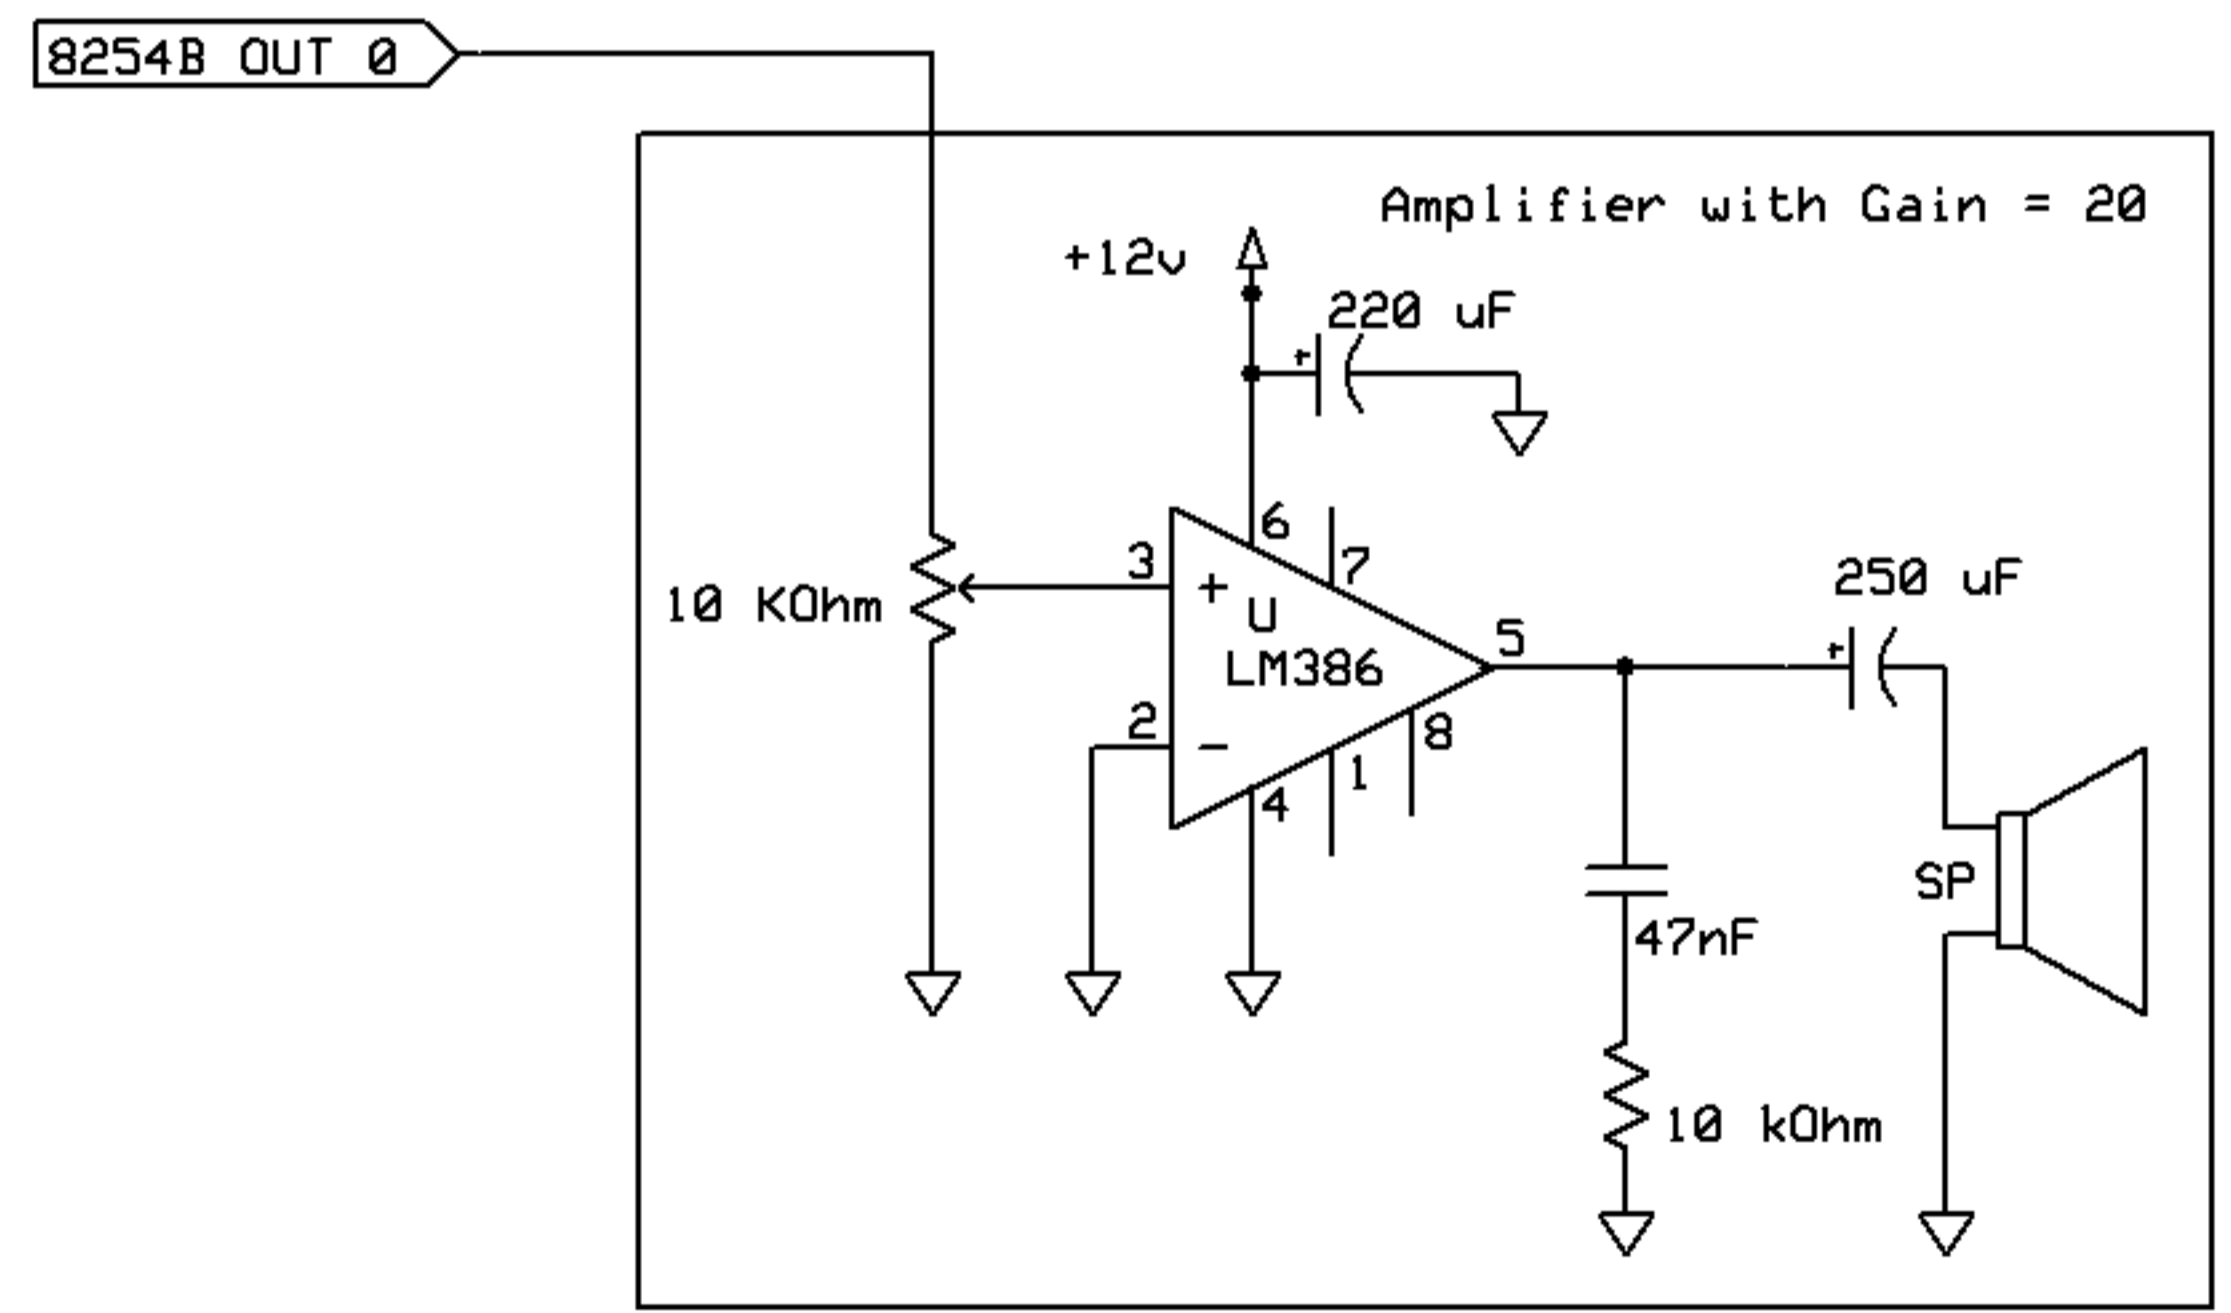 8254B OUT 0
Amplifier with Gain = 20
+12v
220 uF
+
6
7
3
10 KOhm
+
U
LM386
5
250 uF
+
2
-
8
1
4
SP
47nF
10 kOhm